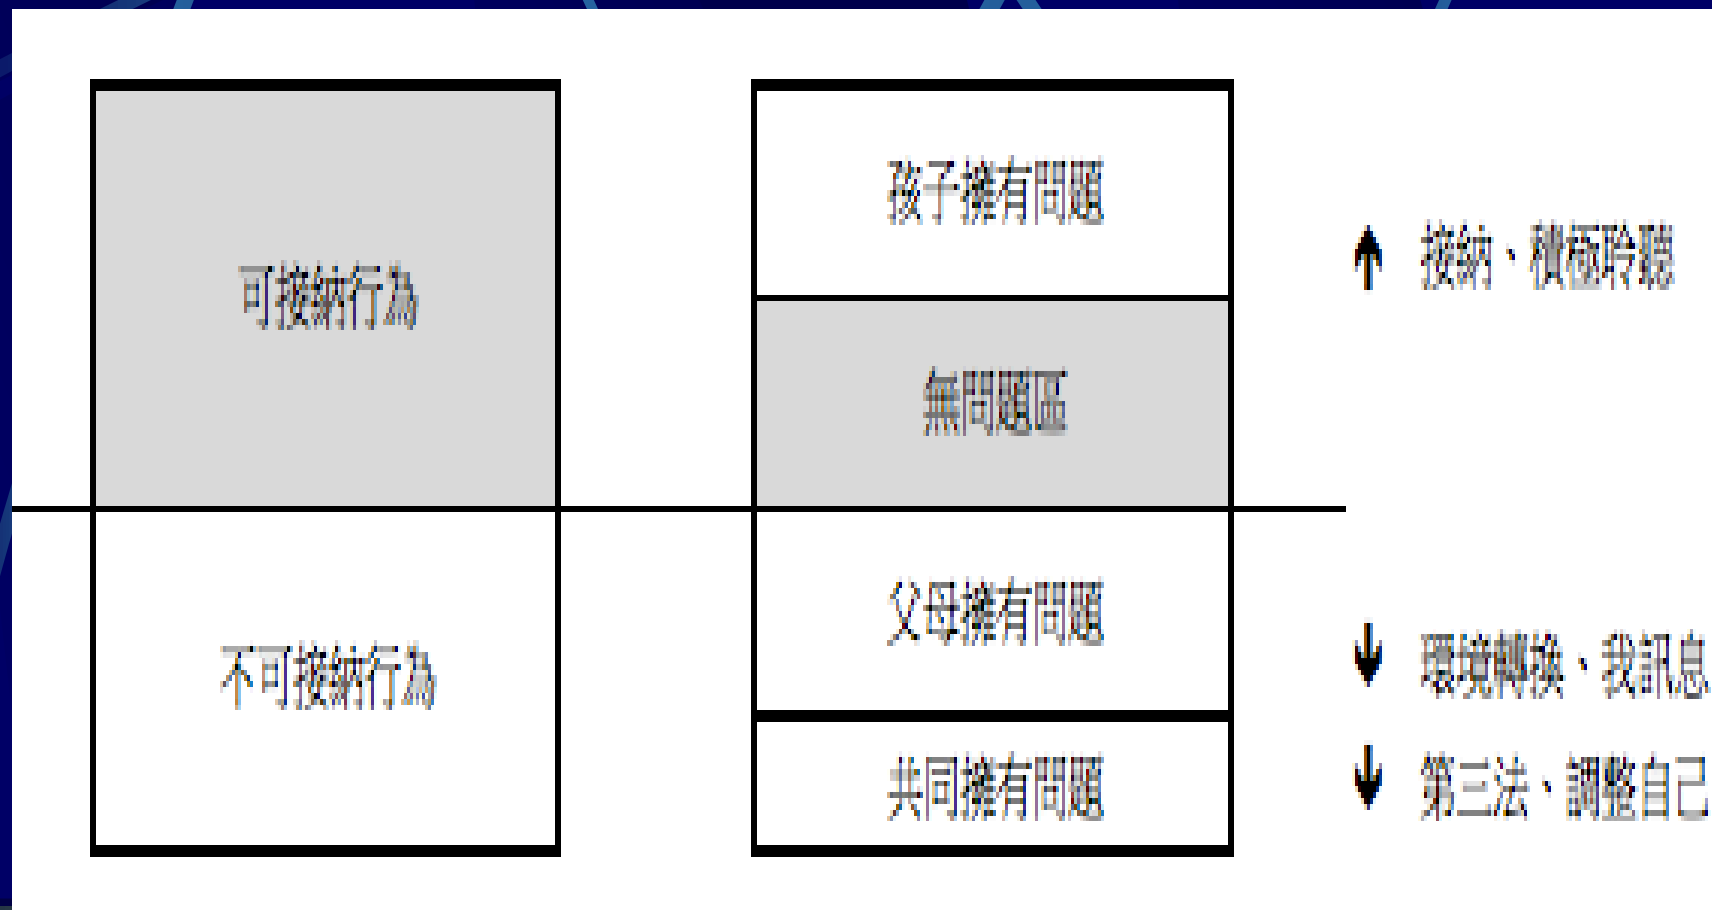 可接納行為
不可接納行為
孩子擁有問題
無問題區
父母擁有問題
共同擁有問題
接納、積極聆聽
環境轉換、我訊息
第三法、調整自己